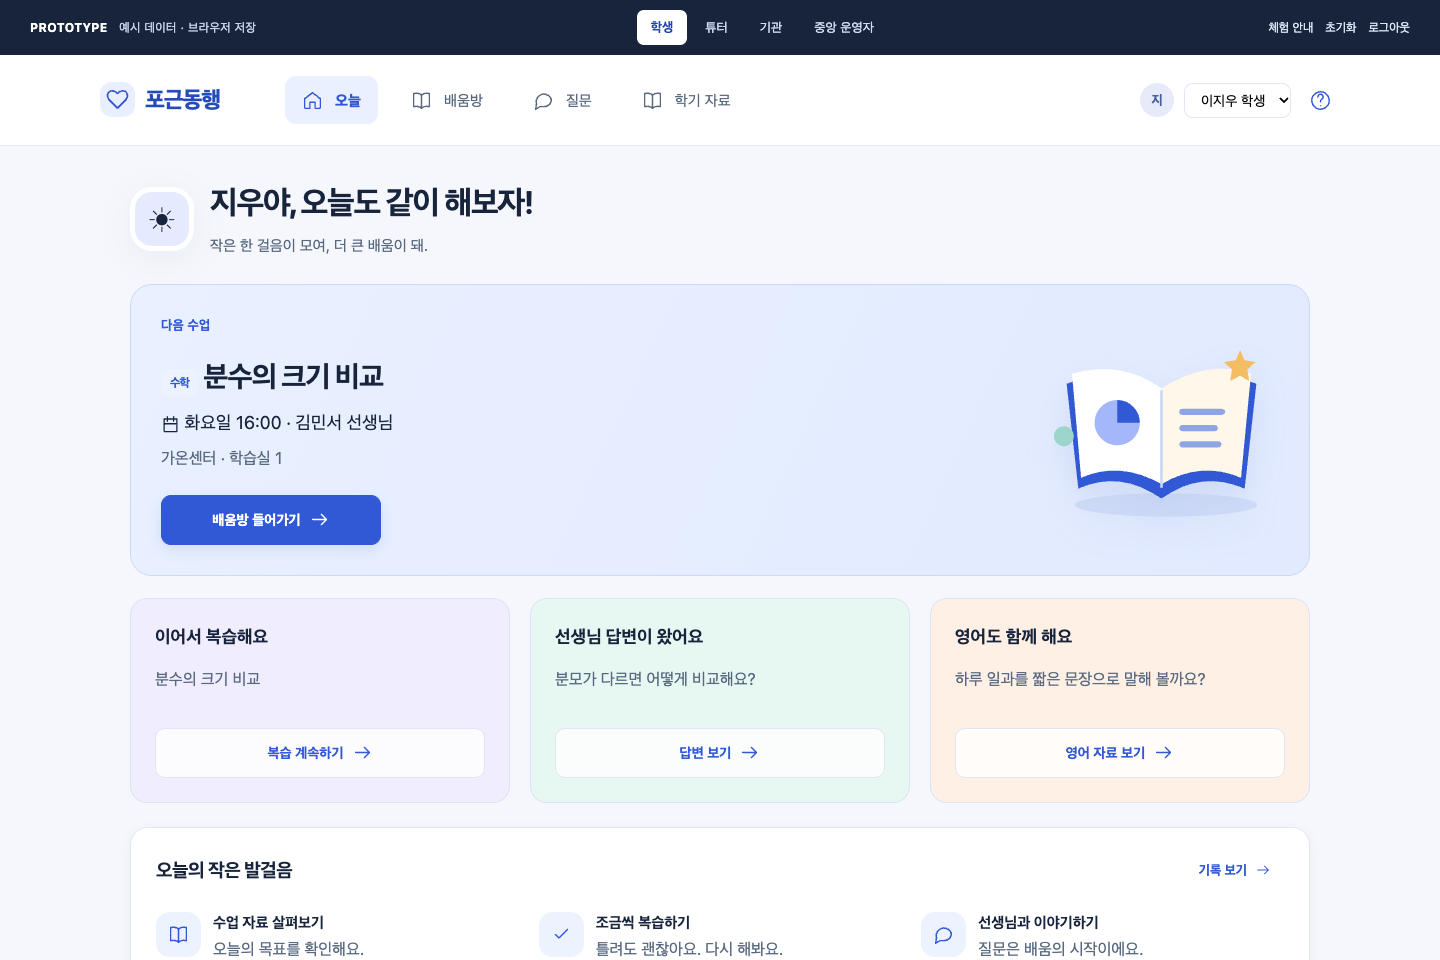 PROTOTYPE 예시 데이터 · 브라우저 저장 학생 튜터 기관 중앙 운영자 체험 안내 초기화 로그아웃
포근동행 오늘 배움방 질문 학기 자료 지 이지우 학생
지우야, 오늘도 같이 해보자!
작은 한 걸음이 모여, 더 큰 배움이 돼.
다음 수업
수학 분수의 크기 비교
화요일 16:00 · 김민서 선생님
가온센터 · 학습실 1
배움방 들어가기
이어서 복습해요
분수의 크기 비교
복습 계속하기
선생님 답변이 왔어요
분모가 다르면 어떻게 비교해요?
답변 보기
영어도 함께 해요
하루 일과를 짧은 문장으로 말해 볼까요?
영어 자료 보기
오늘의 작은 발걸음 기록 보기
수업 자료 살펴보기
오늘의 목표를 확인해요.
조금씩 복습하기
틀려도 괜찮아요. 다시 해봐요.
선생님과 이야기하기
질문은 배움의 시작이에요.